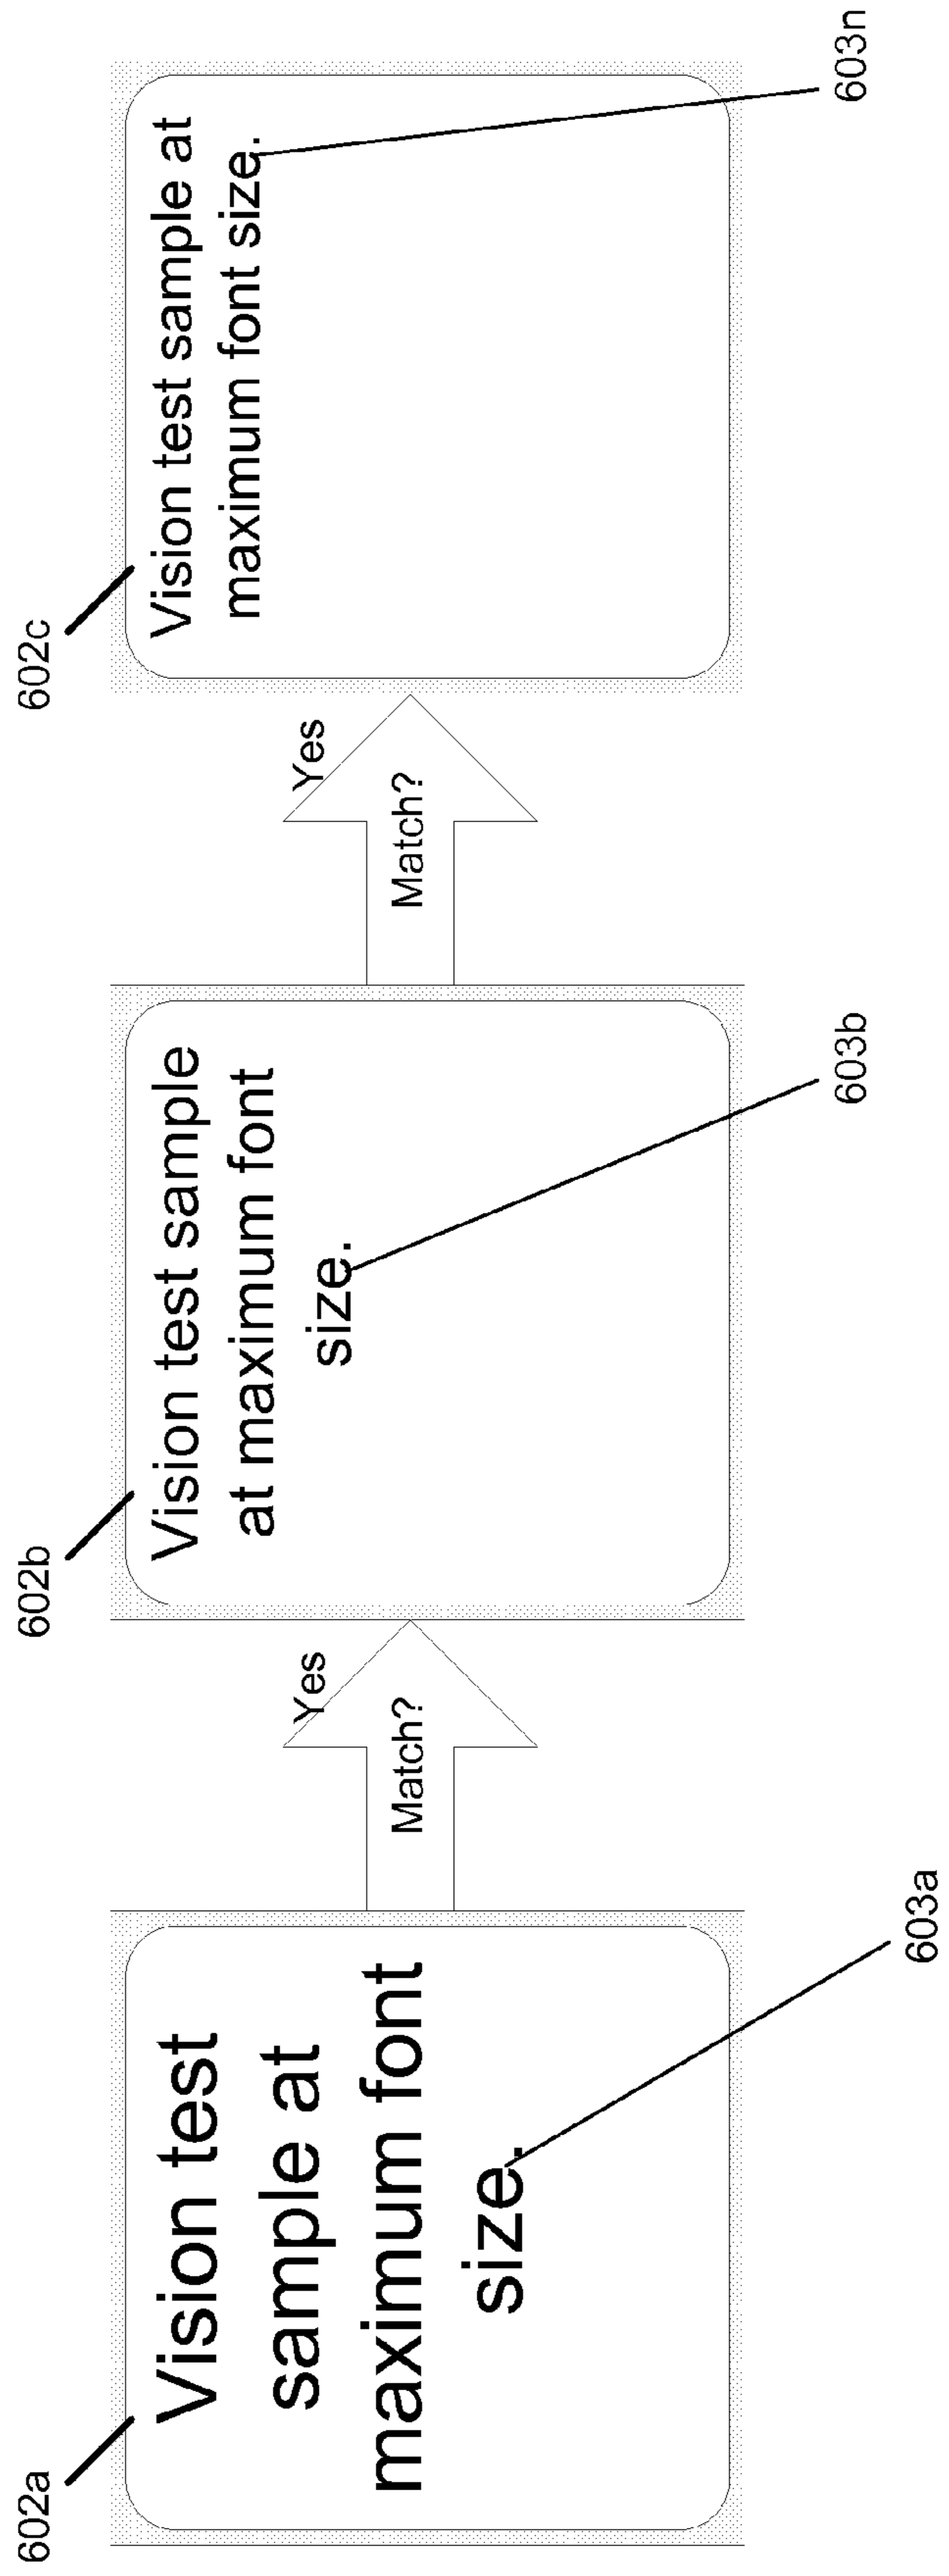 602a
Vision test
sample at
maximum font
size.
603a
Match?
Yes
602b
Vision test sample
at maximum font
size.
603b
Match?
Yes
602c
Vision test sample at
maximum font size.
603n